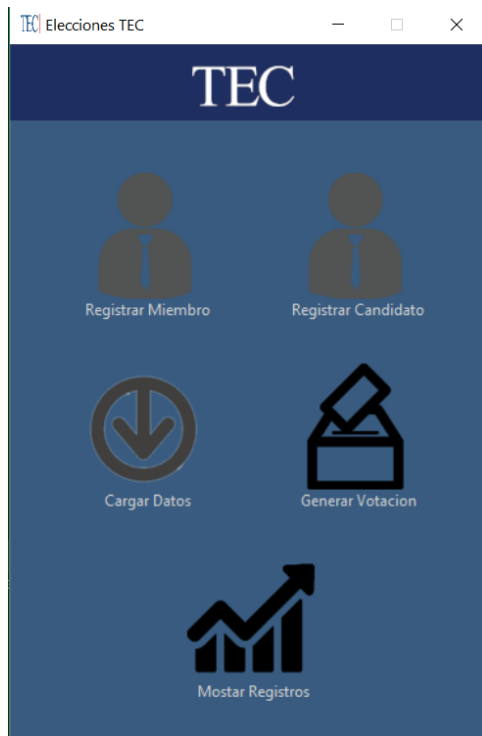 TEC Elecciones TEC
TEC
Registrar Miembro
Registrar Candidato
Cargar Datos
Generar Votacion
Mostar Registros